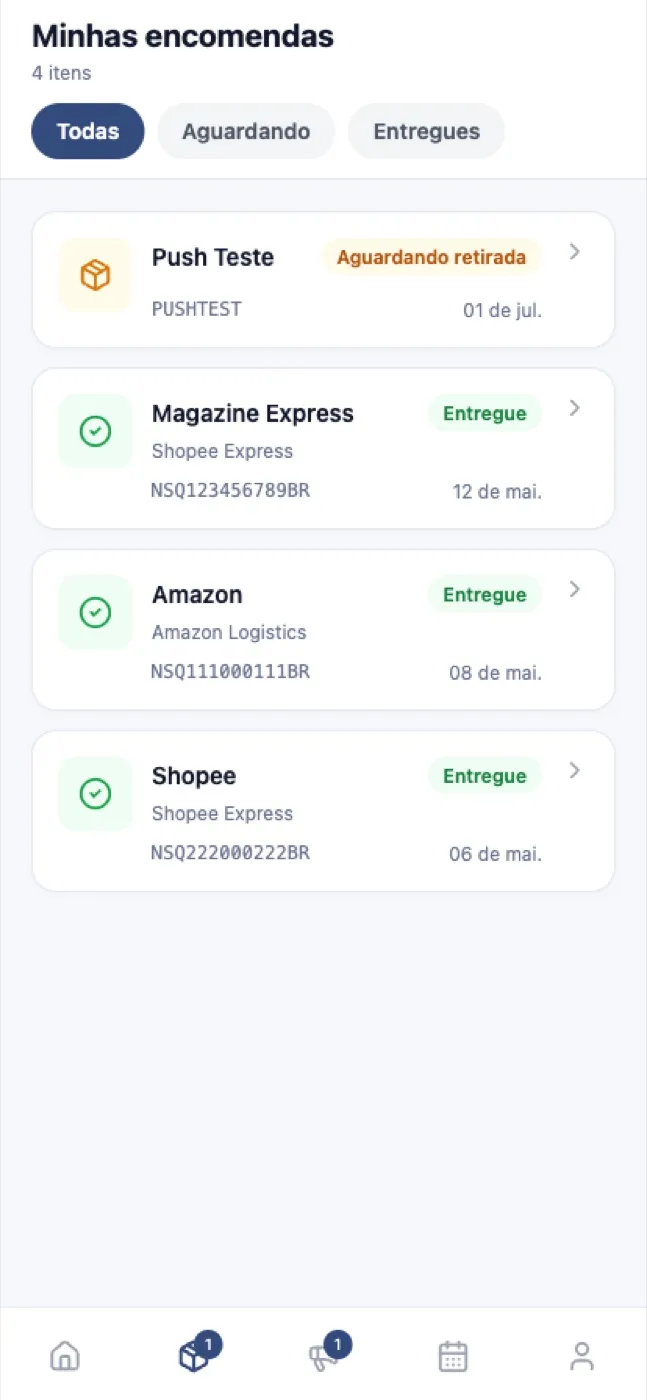 Minhas encomendas
4 itens
Todas Aguardando Entregues
Push Teste Aguardando retirada
PUSHTEST 01 de jul.
Magazine Express Entregue
Shopee Express
NSQ123456789BR 12 de mai.
Amazon Entregue
Amazon Logistics
NSQ111000111BR 08 de mai.
Shopee Entregue
Shopee Express
NSQ222000222BR 06 de mai.
1 1